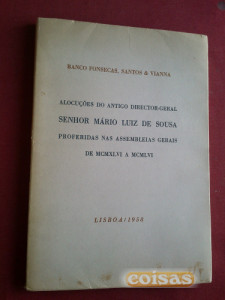 BANCO FONSECAS, SANTOS & VIANNA
ALOCUÇÕES DO ANTIGO DIRECTOR-GERAL
SENHOR MÁRIO LUIZ DE SOUSA
PROFERIDAS NAS ASSEMBLEIAS GERAIS
DE MCMXLVI A MCMLVI
LISBOA/1958
coisas